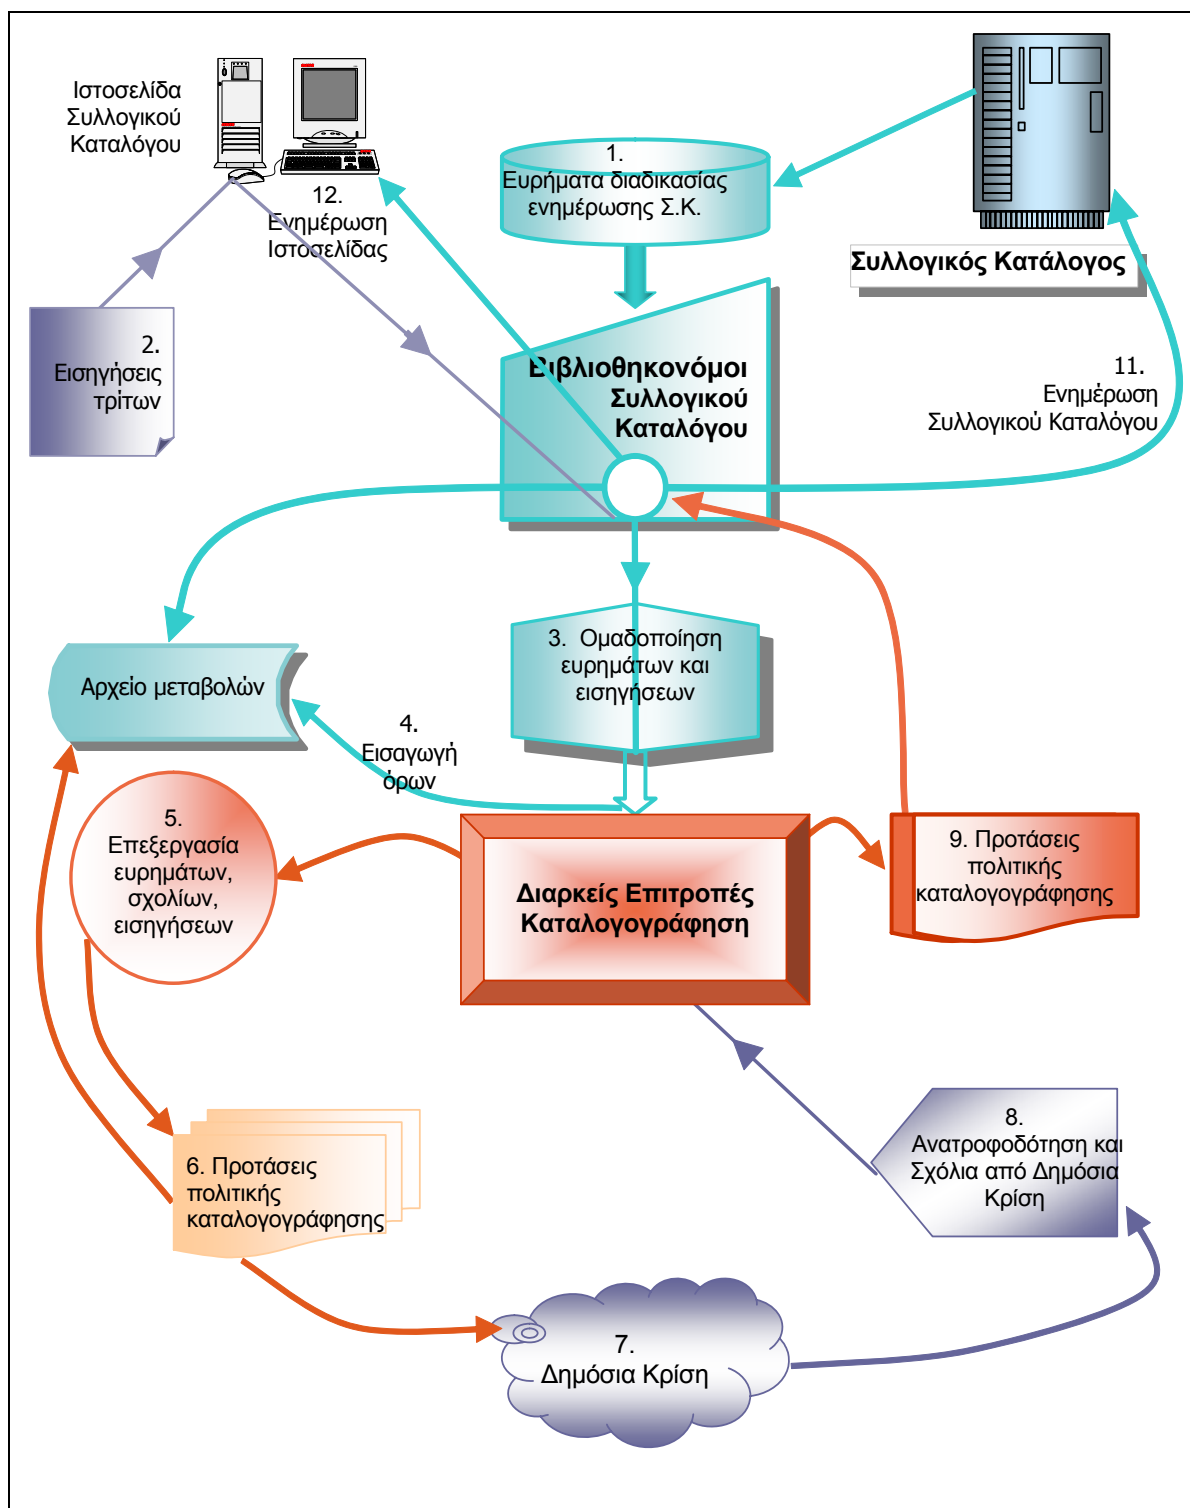 Ιστοσελίδα
Συλλογικού
Καταλόγου
1.
Ευρήματα διαδικασίας
ενημέρωσης Σ.Κ.
12.
Ενημέρωση
Ιστοσελίδας
Συλλογικός Κατάλογος
2.
Εισηγήσεις
τρίτων
Βιβλιοθηκονόμοι
Συλλογικού
Καταλόγου
11.
Ενημέρωση
Συλλογικού Καταλόγου
3. Ομαδοποίηση
ευρημάτων και
εισηγήσεων
Αρχείο μεταβολών
4.
Εισαγωγή
όρων
5.
Επεξεργασία
ευρημάτων,
σχολίων,
εισηγήσεων
Διαρκείς Επιτροπές
Καταλογογράφηση
9. Προτάσεις
πολιτικής
καταλογογράφησης
8.
Ανατροφοδότηση και
Σχόλια από Δημόσια
Κρίση
6. Προτάσεις
πολιτικής
καταλογογράφησης
7.
Δημόσια Κρίση